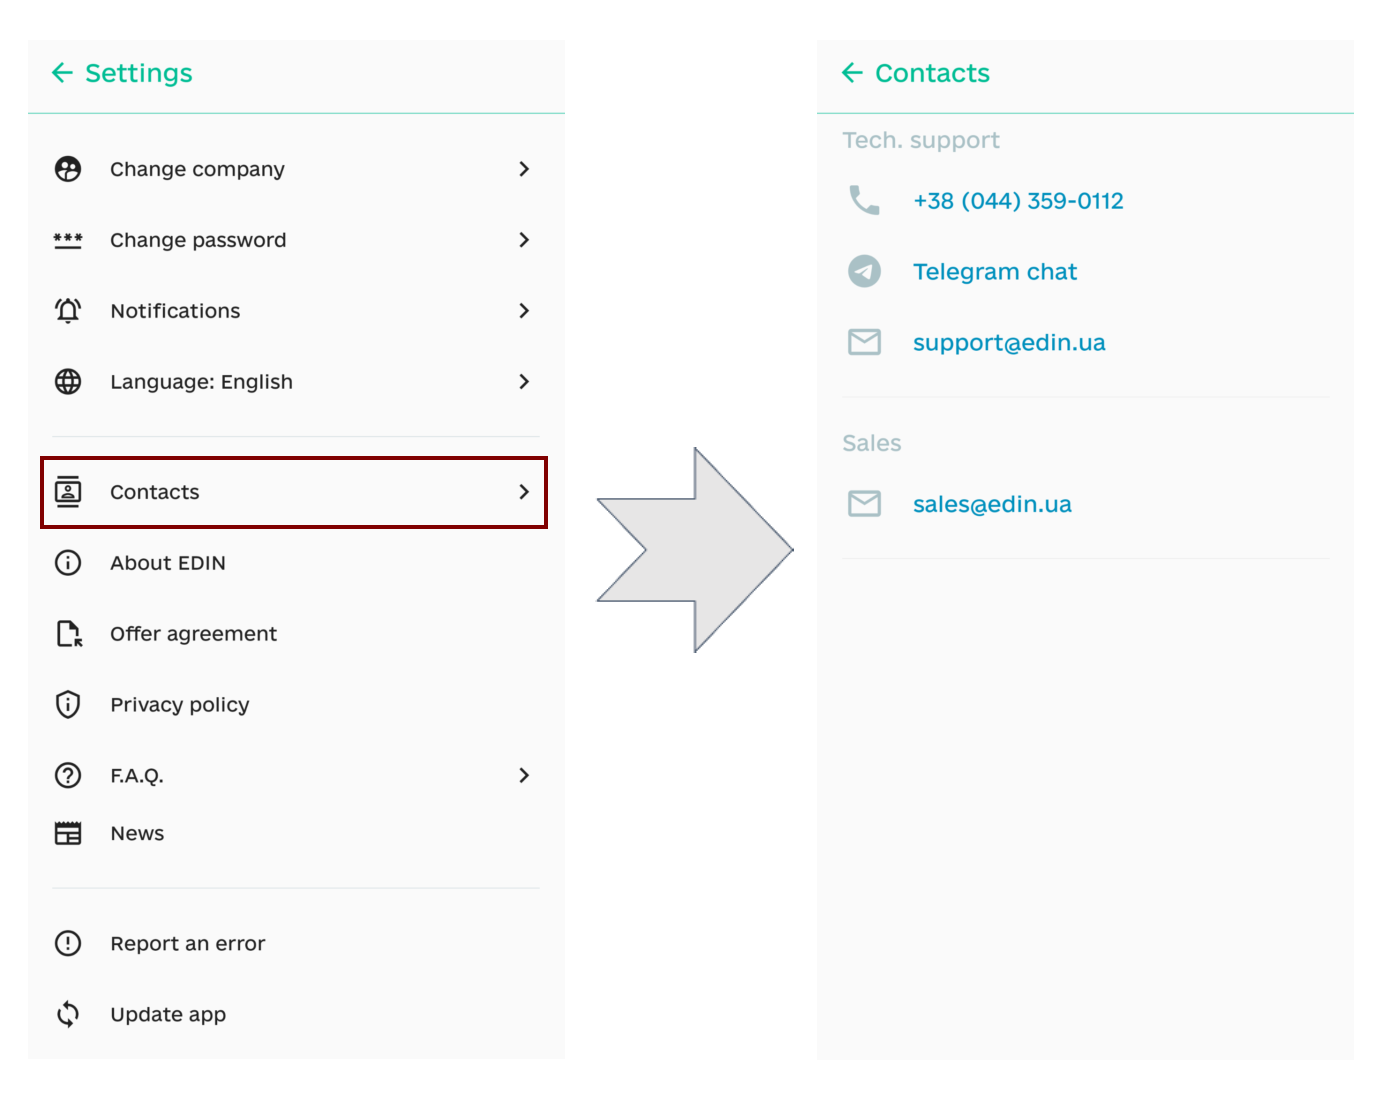 Settings
Change company
Change password
Notifications
Language: English
Contacts
About EDIN
Offer agreement
Privacy policy
F.A.Q.
News
Report an error
Update app
Contacts
Tech. support
+38 (044) 359-0112
Telegram chat
support@edin.ua
Sales
sales@edin.ua